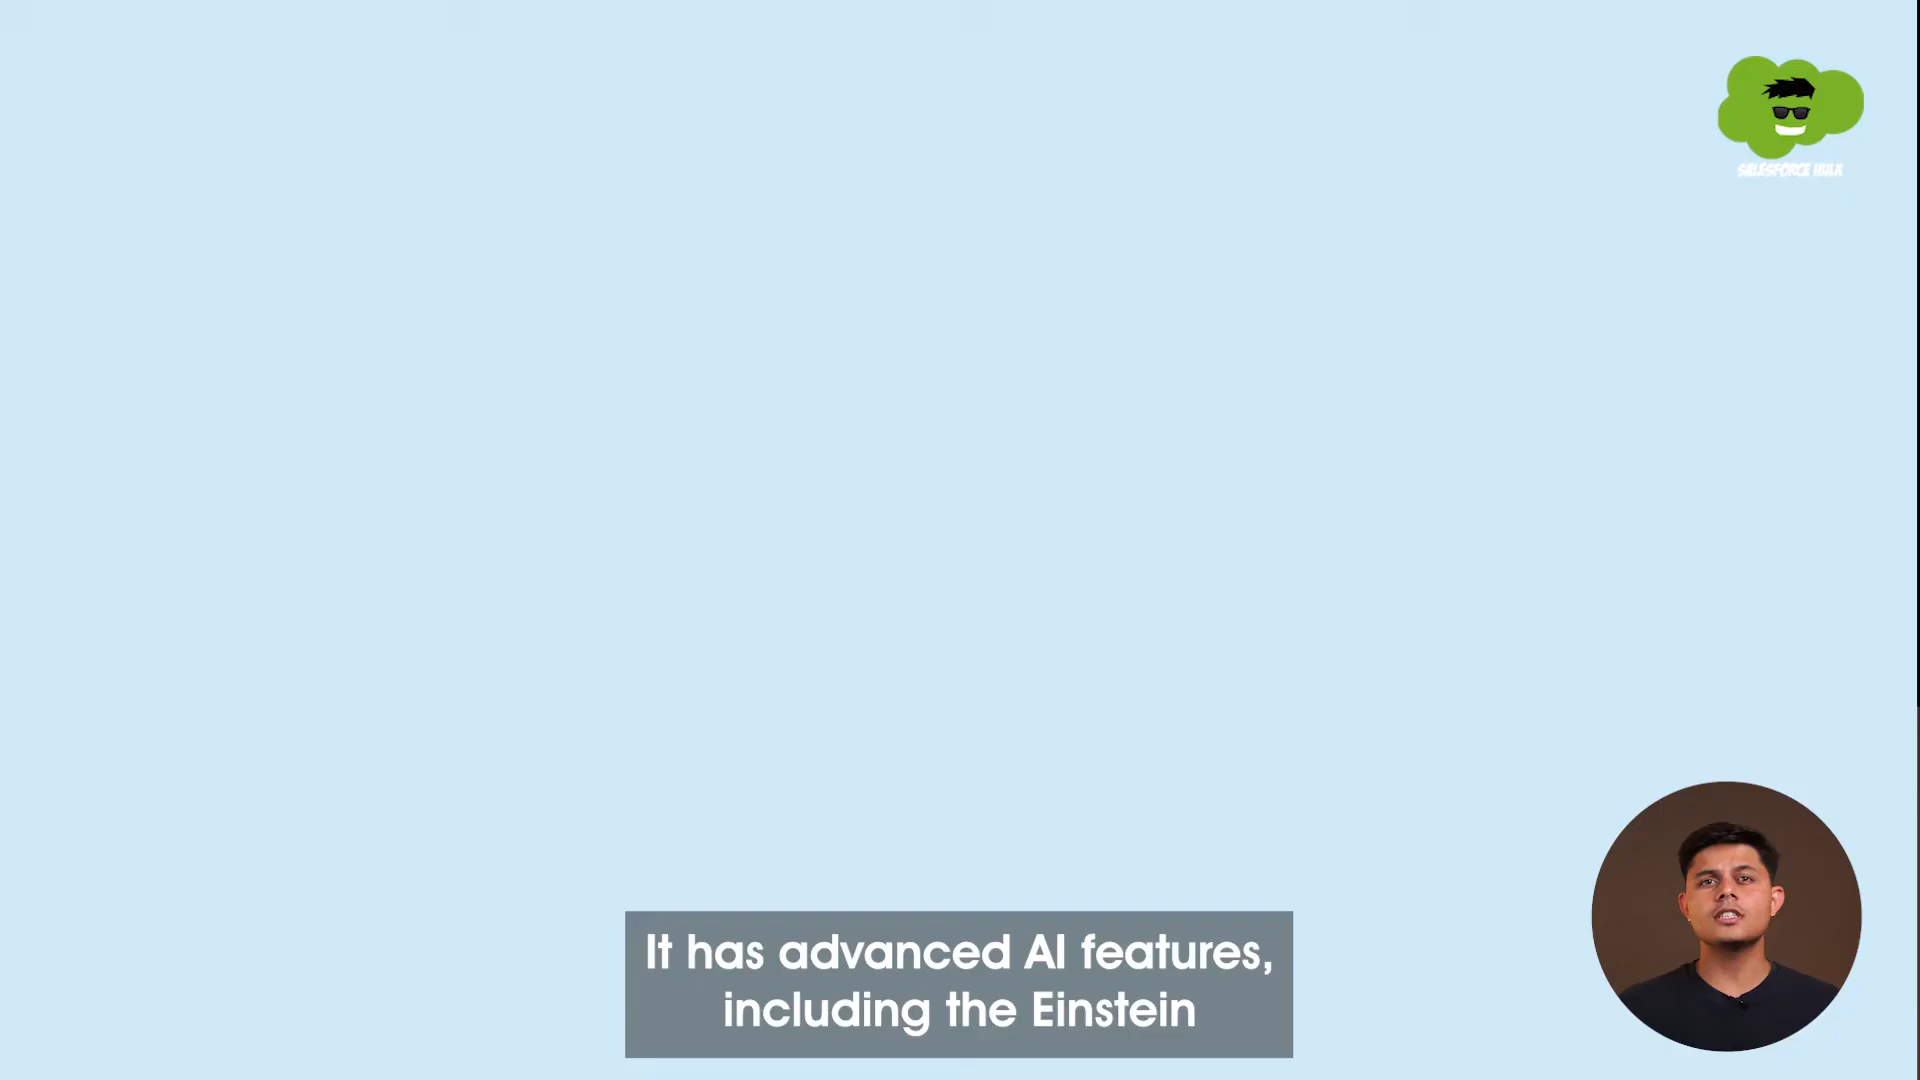 SALESFORCE HULK
It has advanced AI features,
including the Einstein